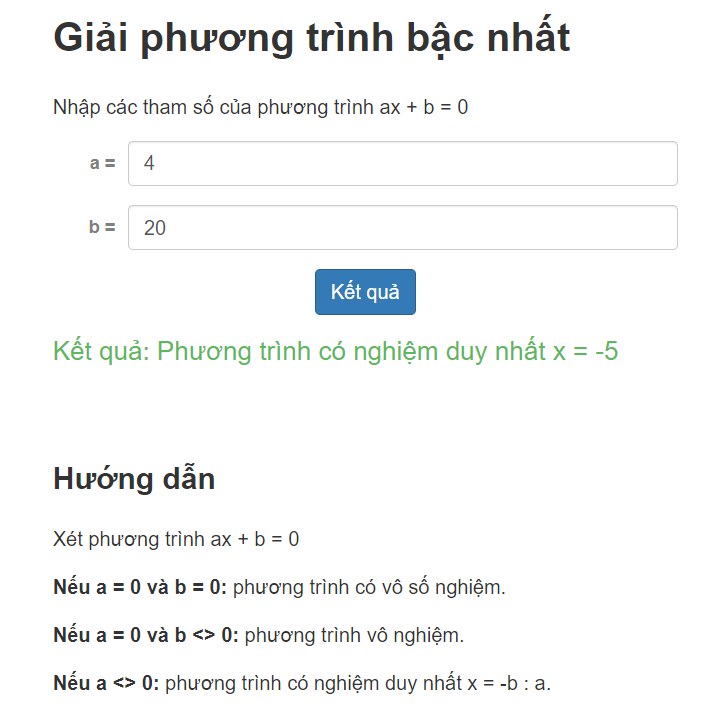 Giải phương trình bậc nhất
Nhập các tham số của phương trình ax + b = 0
a = 4
b = 20
Kết quả
Kết quả: Phương trình có nghiệm duy nhất x = -5
Hướng dẫn
Xét phương trình ax + b = 0
Nếu a = 0 và b = 0: phương trình có vô số nghiệm.
Nếu a = 0 và b <> 0: phương trình vô nghiệm.
Nếu a <> 0: phương trình có nghiệm duy nhất x = -b : a.